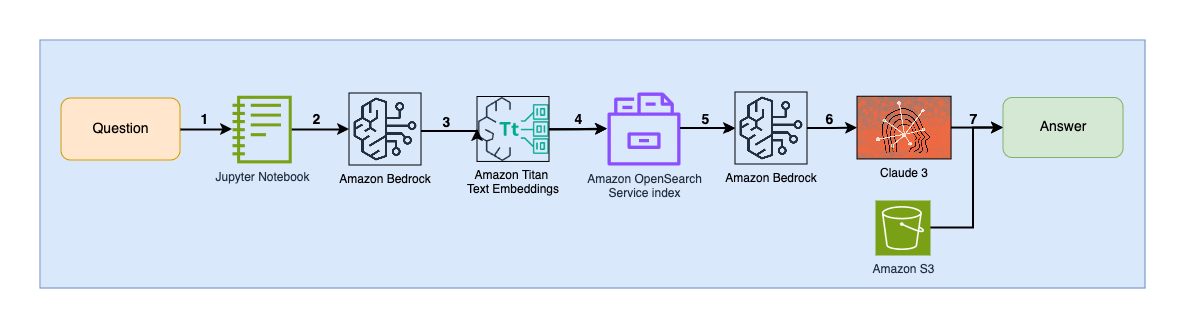 1
2
3
4
5
6
7
Question
Tt
Answer
Jupyter Notebook
Amazon Bedrock
Amazon Titan
Text Embeddings
Amazon OpenSearch
Service index
Amazon Bedrock
Claude 3
Amazon S3